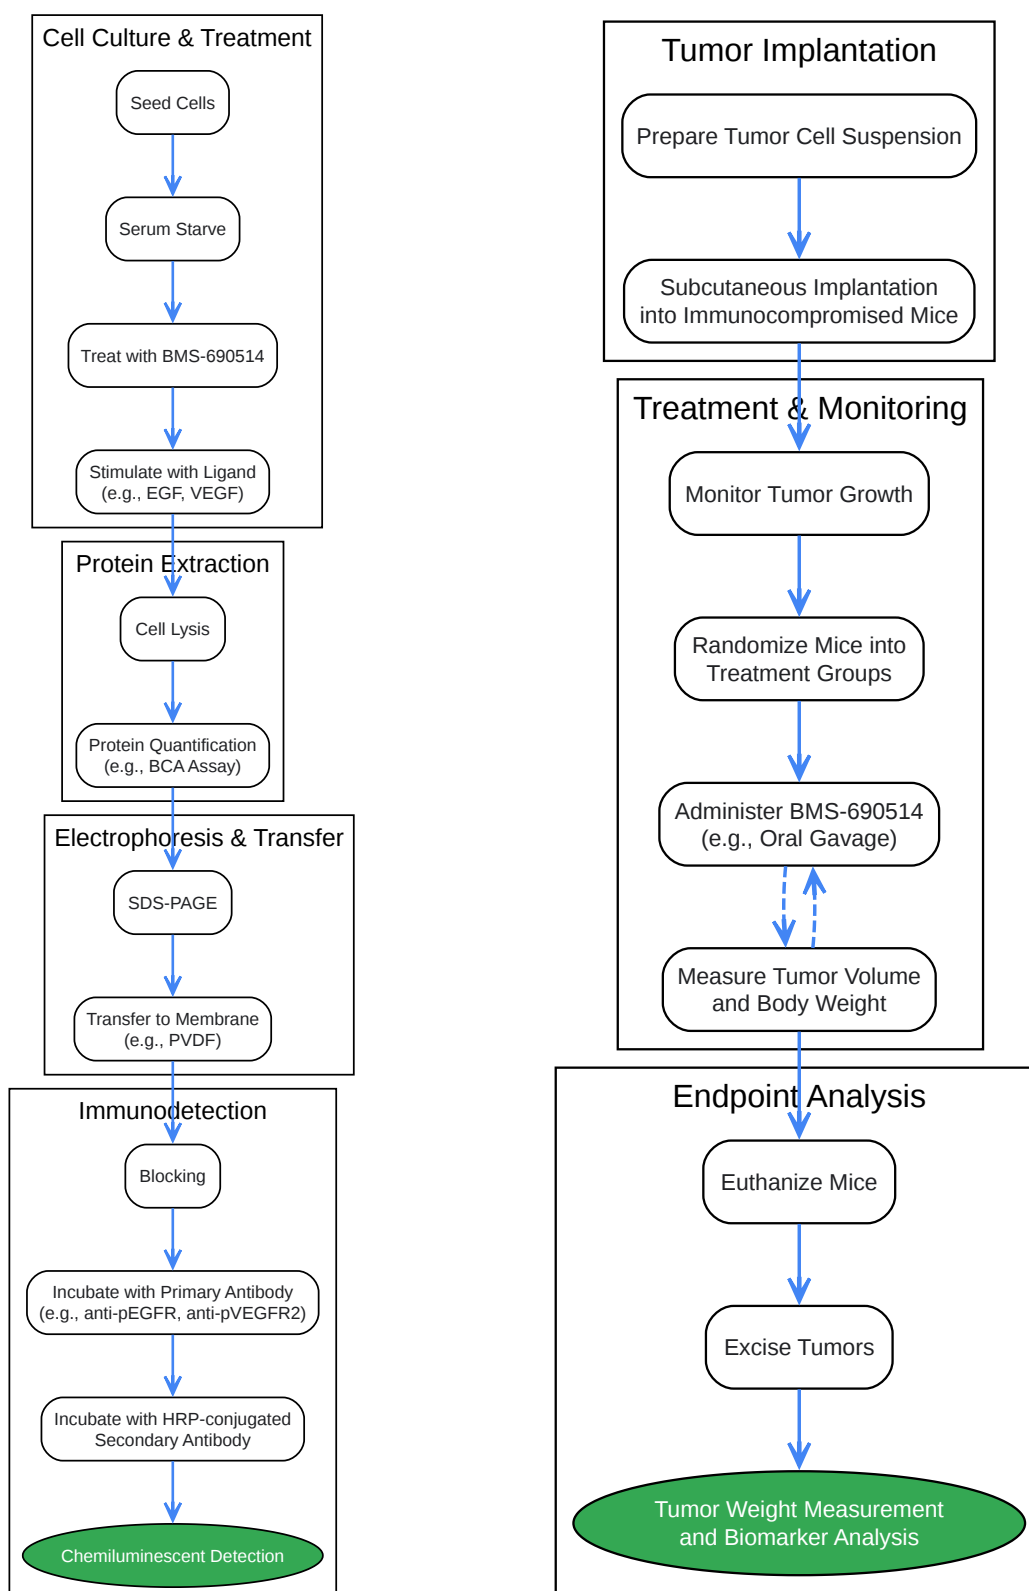 Cell Culture & Treatment
Seed Cells
Serum Starve
Treat with BMS-690514
Stimulate with Ligand
(e.g., EGF, VEGF)
Protein Extraction
Cell Lysis
Protein Quantification
(e.g., BCA Assay)
Electrophoresis & Transfer
SDS-PAGE
Transfer to Membrane
(e.g., PVDF)
Immunodetection
Blocking
Incubate with Primary Antibody
(e.g., anti-pEGFR, anti-pVEGFR2)
Incubate with HRP-conjugated
Secondary Antibody
Chemiluminescent Detection
Tumor Implantation
Prepare Tumor Cell Suspension
Subcutaneous Implantation
into Immunocompromised Mice
Treatment & Monitoring
Monitor Tumor Growth
Randomize Mice into
Treatment Groups
Administer BMS-690514
(e.g., Oral Gavage)
Measure Tumor Volume
and Body Weight
Endpoint Analysis
Euthanize Mice
Excise Tumors
Tumor Weight Measurement
and Biomarker Analysis